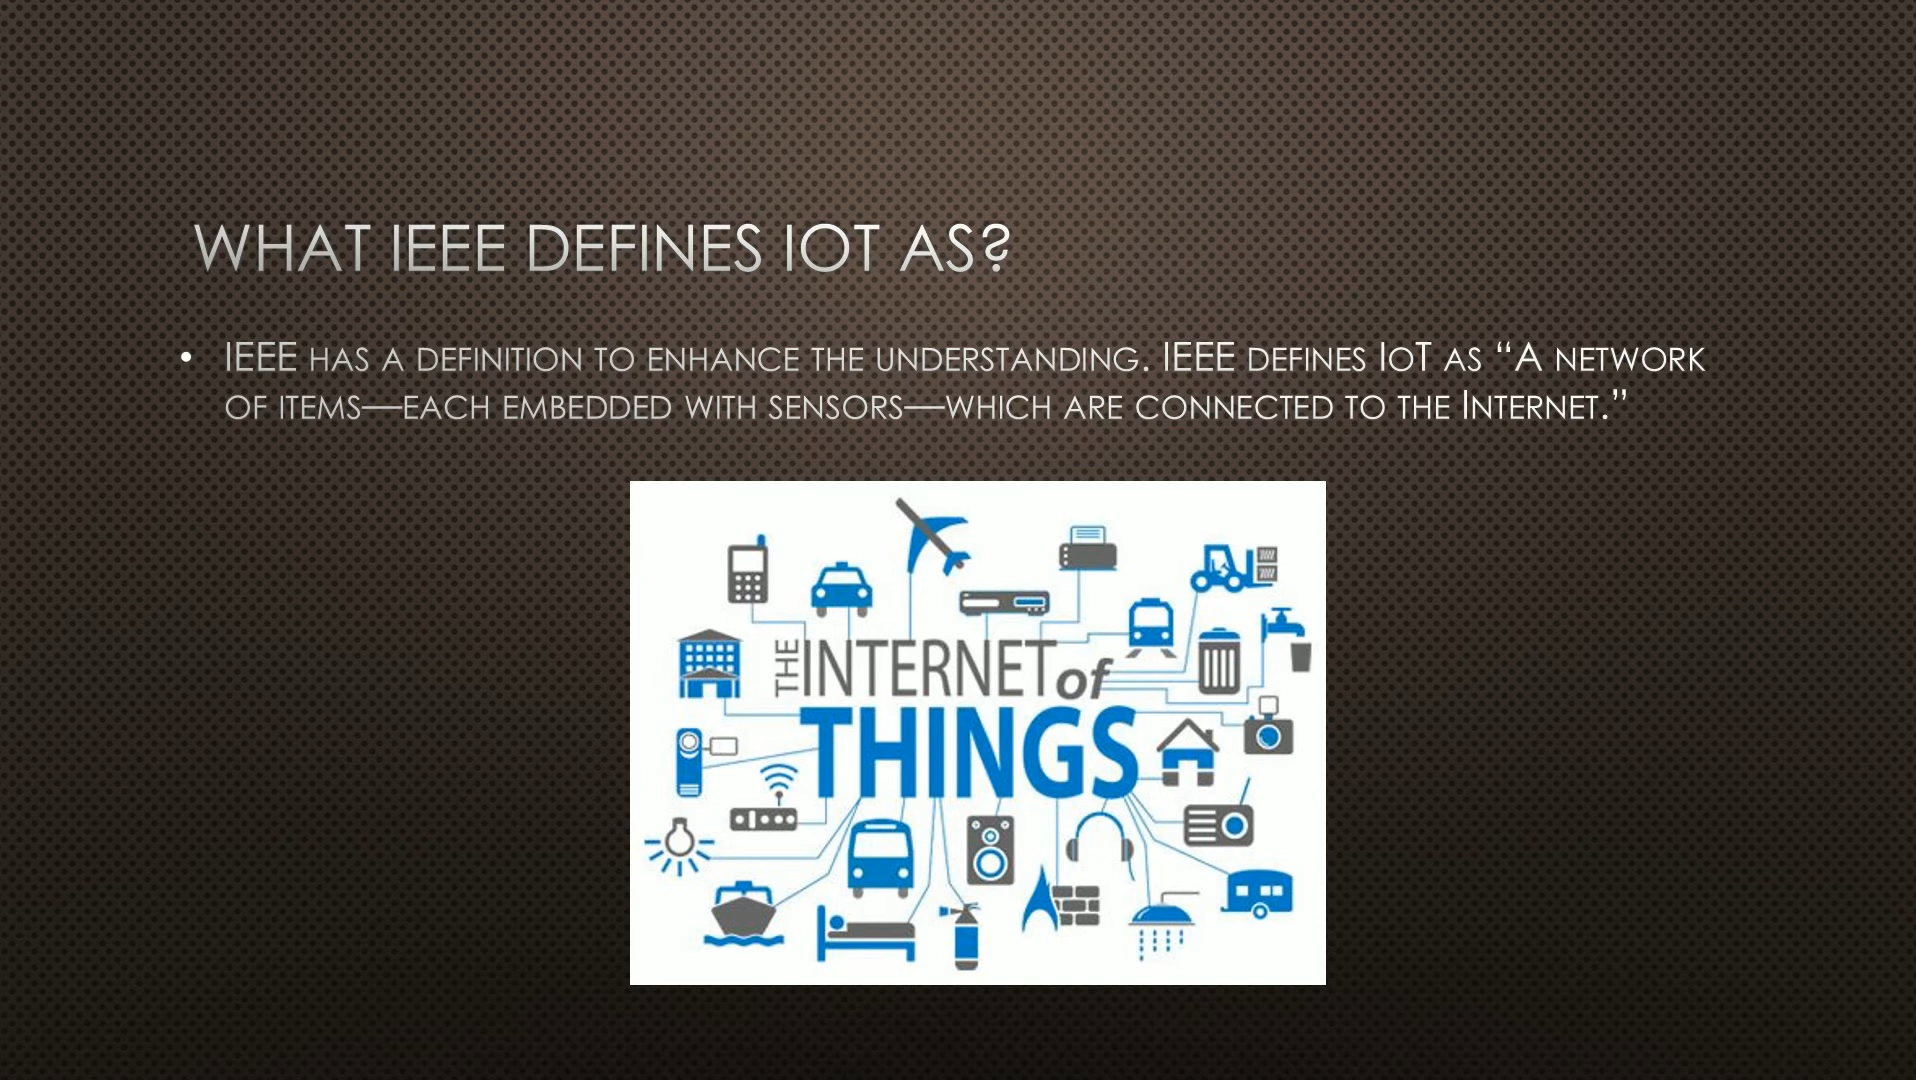 WHAT IEEE DEFINES IOT AS?
• IEEE HAS A DEFINITION TO ENHANCE THE UNDERSTANDING. IEEE DEFINES IOT AS “A NETWORK
OF ITEMS—EACH EMBEDDED WITH SENSORS—WHICH ARE CONNECTED TO THE INTERNET.”
THE INTERNET of
THINGS